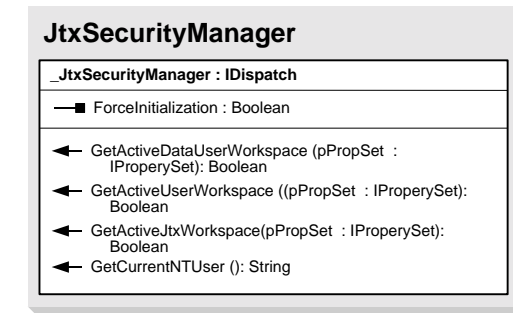 JtxSecurityManager
_JtxSecurityManager : IDispatch
ForceInitialization : Boolean
GetActiveDataUserWorkspace (pPropSet :
IProperySet): Boolean
GetActiveUserWorkspace ((pPropSet : IProperySet):
Boolean
GetActiveJtxWorkspace(pPropSet : IProperySet):
Boolean
GetCurrentNTUser (): String